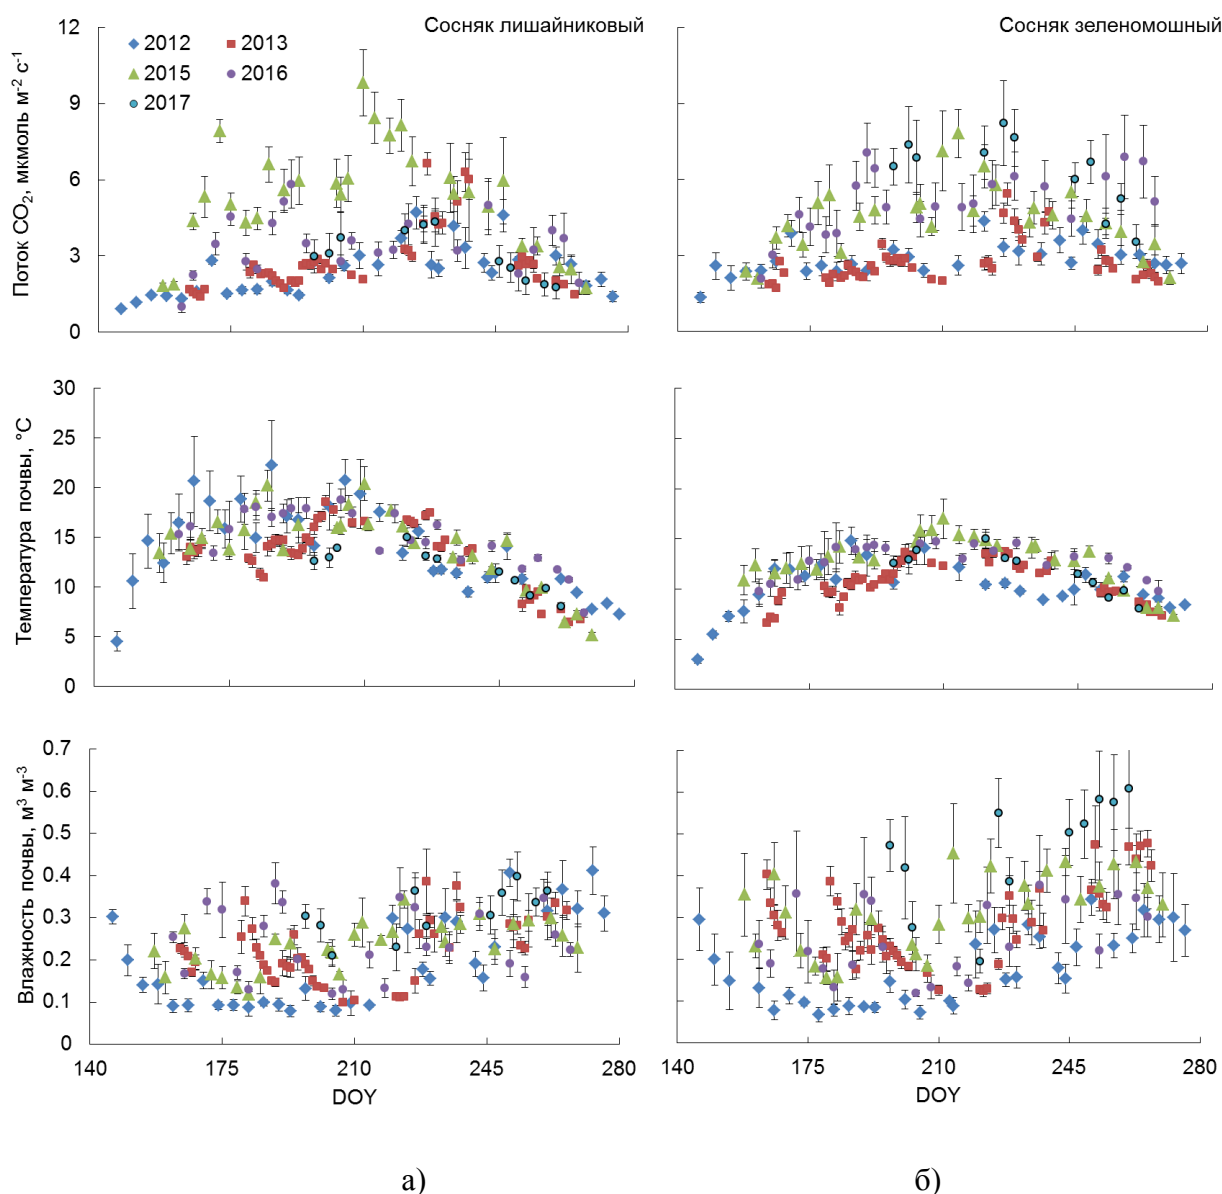 Сосняк лишайниковый
Сосняк зеленомошный
2012 2013
2015 2016
2017
Поток CO₂, мкмоль м⁻² с⁻¹
12
9
6
3
0
Температура почвы, °C
30
25
20
15
10
5
0
Влажность почвы, м³ м⁻³
0.7
0.6
0.5
0.4
0.3
0.2
0.1
0
140 175 210 245 280
140 175 210 245 280
DOY
DOY
а)
б)